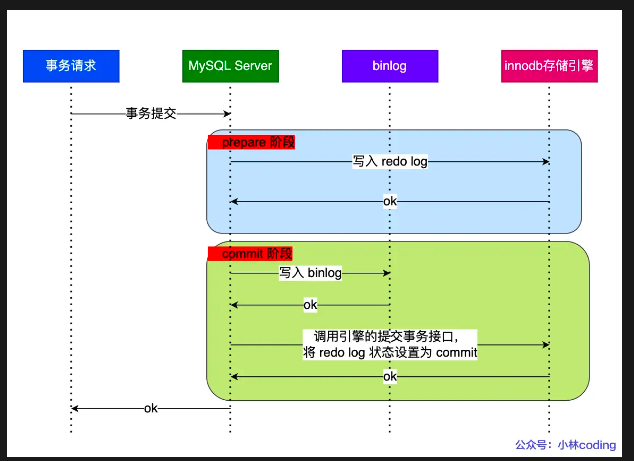 事务请求
MySQL Server
binlog
innodb存储引擎
事务提交
prepare 阶段
写入 redo log
ok
commit 阶段
写入 binlog
ok
调用引擎的提交事务接口，
将 redo log 状态设置为 commit
ok
ok
公众号：小林coding